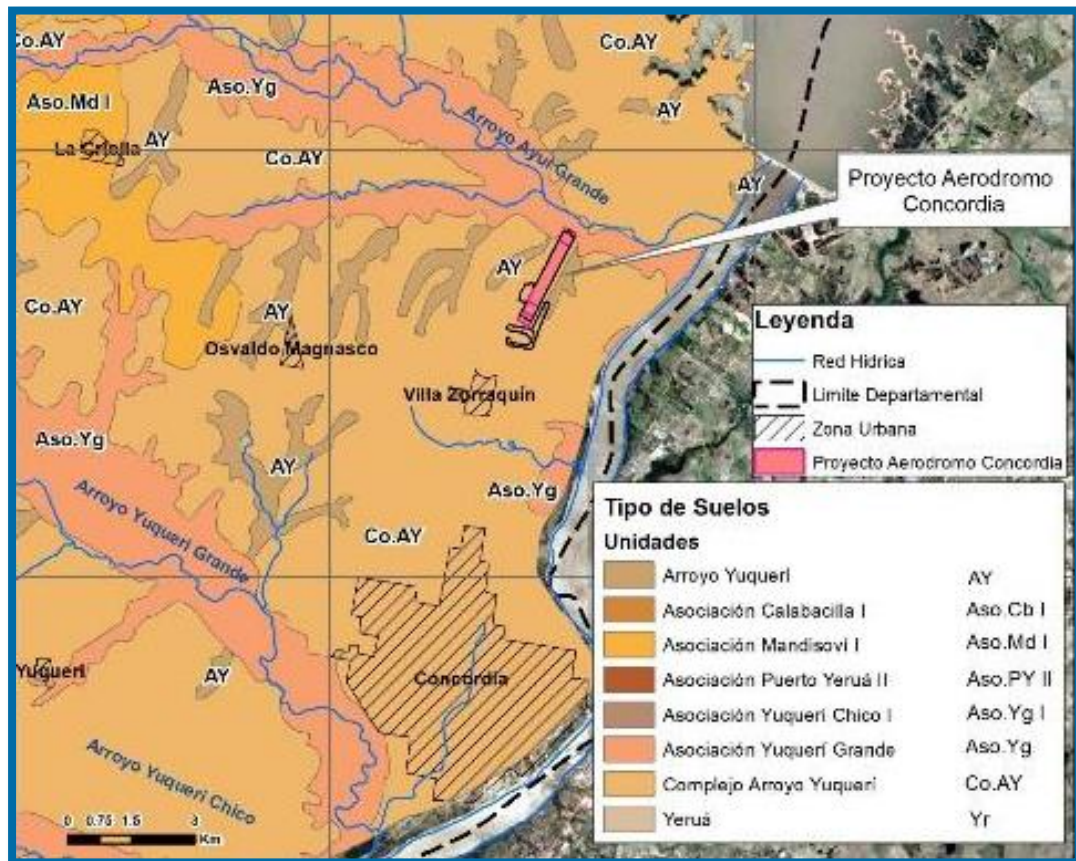 Co.AY
Co.AY
Aso.Yg
Aso.Md I
AY
AY
La Criolla
Arroyo Ayui Grande
Co.AY
AY
Proyecto Aerodromo
Concordia
AY
Co.AY
AY
Osvaldo Magnasco
Villa Zorraquin
Aso.Yg
AY
Aso.Yg
Arroyo Yuquerí Grande
Co.AY
Yuquerí
AY
Concordia
Arroyo Yuquerí Chico
0 0.75 1.5 3
Km
Leyenda
Red Hídrica
Limite Departamental
Zona Urbana
Proyecto Aerodromo Concordia
Tipo de Suelos
Unidades
Arroyo Yuquerí AY
Asociación Calabacilla I Aso.Cb I
Asociación Mandisoví I Aso.Md I
Asociación Puerto Yeruá II Aso.PY II
Asociación Yuquerí Chico I Aso.Yg I
Asociación Yuquerí Grande Aso.Yg
Complejo Arroyo Yuquerí Co.AY
Yeruá Yr